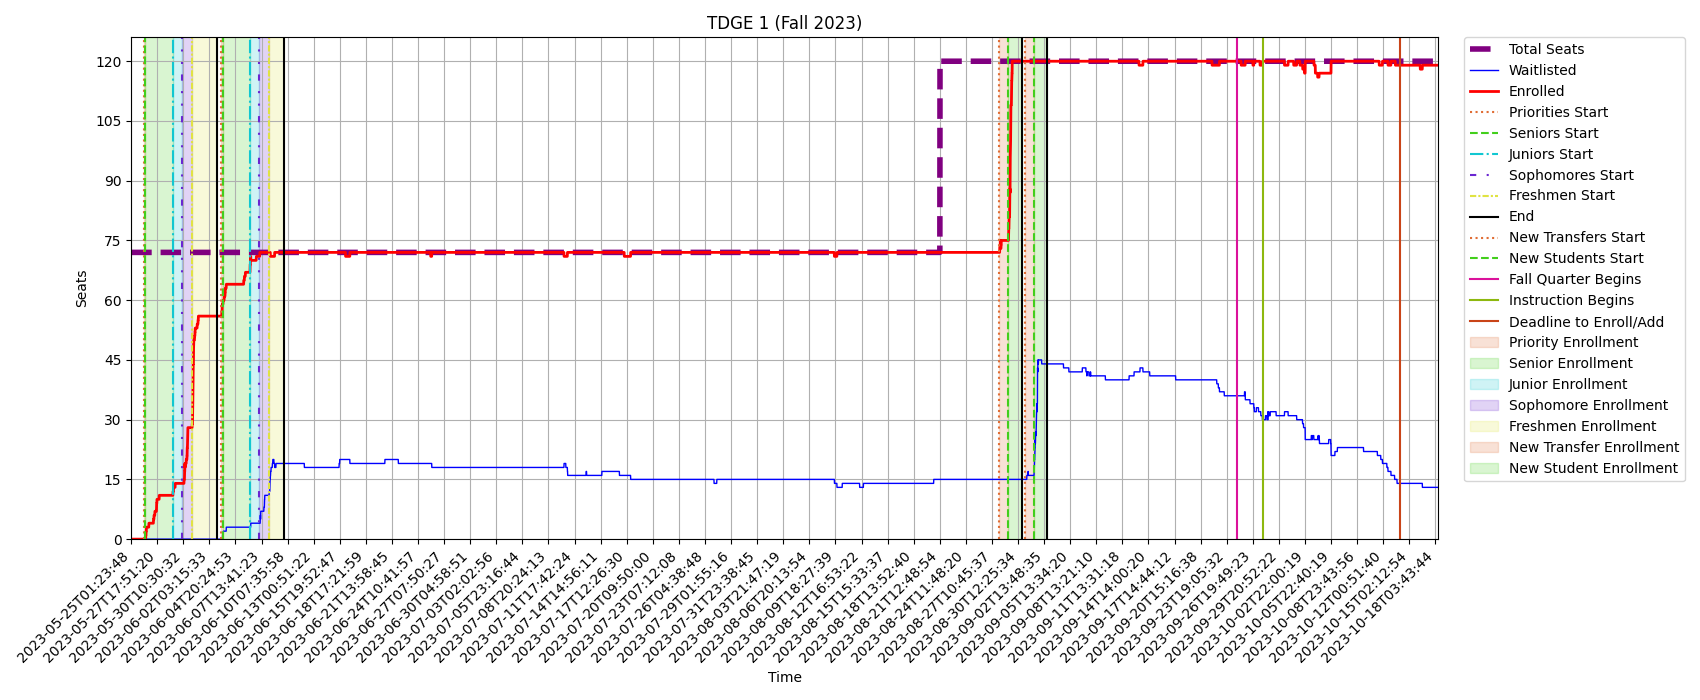 TDGE 1 (Fall 2023)
Seats
120
105
90
75
60
45
30
15
0
2023-05-25T01:23:48
2023-05-27T17:51:20
2023-05-30T10:30:32
2023-06-02T03:15:33
2023-06-04T20:24:53
2023-06-07T13:41:23
2023-06-10T07:35:58
2023-06-13T00:51:22
2023-06-15T19:52:47
2023-06-18T17:21:59
2023-06-21T13:58:45
2023-06-24T10:41:57
2023-06-27T07:50:27
2023-06-30T04:58:51
2023-07-03T02:02:56
2023-07-05T23:16:44
2023-07-08T20:24:13
2023-07-11T17:42:24
2023-07-14T14:56:11
2023-07-17T12:26:30
2023-07-20T09:50:00
2023-07-23T07:12:08
2023-07-26T04:38:48
2023-07-29T01:55:16
2023-07-31T23:38:45
2023-08-03T21:47:19
2023-08-06T20:13:54
2023-08-09T18:27:39
2023-08-12T16:53:22
2023-08-15T15:33:37
2023-08-18T13:52:40
2023-08-21T12:48:54
2023-08-24T11:48:20
2023-08-27T10:45:37
2023-08-30T12:25:34
2023-09-02T13:48:35
2023-09-05T13:34:20
2023-09-08T13:21:10
2023-09-11T13:31:18
2023-09-14T14:00:20
2023-09-17T14:44:12
2023-09-20T15:16:38
2023-09-23T19:05:32
2023-09-26T19:49:23
2023-09-29T20:52:22
2023-10-02T22:00:19
2023-10-05T22:40:19
2023-10-08T23:43:56
2023-10-12T00:51:40
2023-10-15T02:12:54
2023-10-18T03:43:44
Time
Total Seats
Waitlisted
Enrolled
Priorities Start
Seniors Start
Juniors Start
Sophomores Start
Freshmen Start
End
New Transfers Start
New Students Start
Fall Quarter Begins
Instruction Begins
Deadline to Enroll/Add
Priority Enrollment
Senior Enrollment
Junior Enrollment
Sophomore Enrollment
Freshmen Enrollment
New Transfer Enrollment
New Student Enrollment